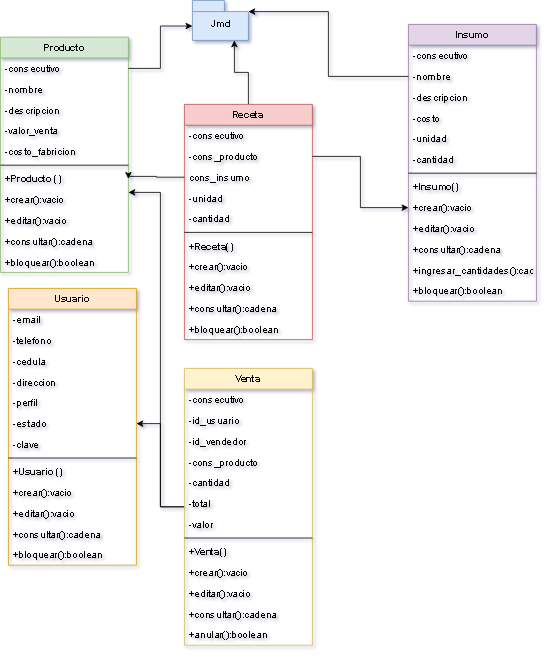 Jmd
Producto
-consecutivo
-nombre
-descripcion
-valor_venta
-costo_fabricion
+Producto ()
+crear():vacio
+editar():vacio
+consultar():cadena
+bloquear():boolean
Insumo
-consecutivo
-nombre
-descripcion
-costo
-unidad
-cantidad
+Insumo()
+crear():vacio
+editar():vacio
+consultar():cadena
+ingresar_cantidades():cac
+bloquear():boolean
Receta
-consecutivo
-cons_producto
cons_insumo
-unidad
-cantidad
+Receta()
+crear():vacio
+editar():vacio
+consultar():cadena
+bloquear():boolean
Usuario
-email
-telefono
-cedula
-direccion
-perfil
-estado
-clave
+Usuario ()
+crear():vacio
+editar():vacio
+consultar():cadena
+bloquear():boolean
Venta
-consecutivo
-id_usuario
-id_vendedor
-cons_producto
-cantidad
-total
-valor
+Venta()
+crear():vacio
+editar():vacio
+consultar():cadena
+anular():boolean